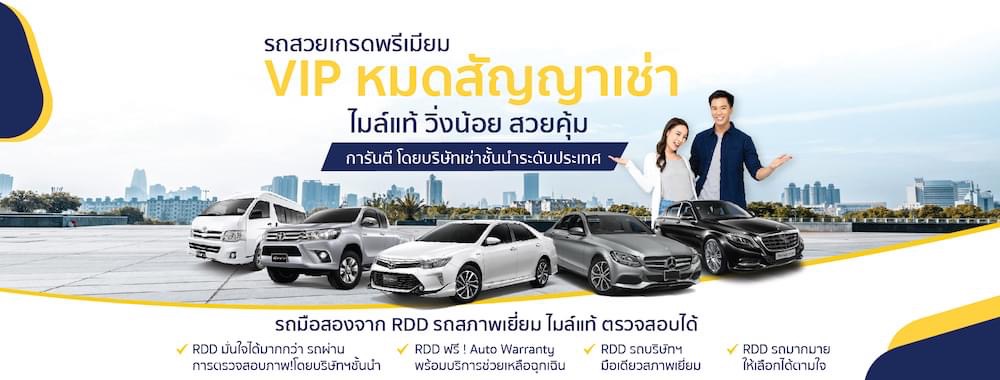 รถสวยเกรดพรีเมียม
VIP หมดสัญญาเช่า
ไมล์แท้ วิ่งน้อย สวยคุ้ม
การันตี โดยบริษัทเช่าชั้นนำระดับประเทศ
รถมือสองจาก RDD รถสภาพเยี่ยม ไมล์แท้ ตรวจสอบได้
RDD มั่นใจได้มากกว่า รถผ่าน
การตรวจสอบสภาพ!โดยบริษัทฯชั้นนำ
RDD ฟรี ! Auto Warranty
พร้อมบริการช่วยเหลือฉุกเฉิน
RDD รถบริษัทฯ
มือเดียวสภาพเยี่ยม
RDD รถมากมาย
ให้เลือกได้ตามใจ